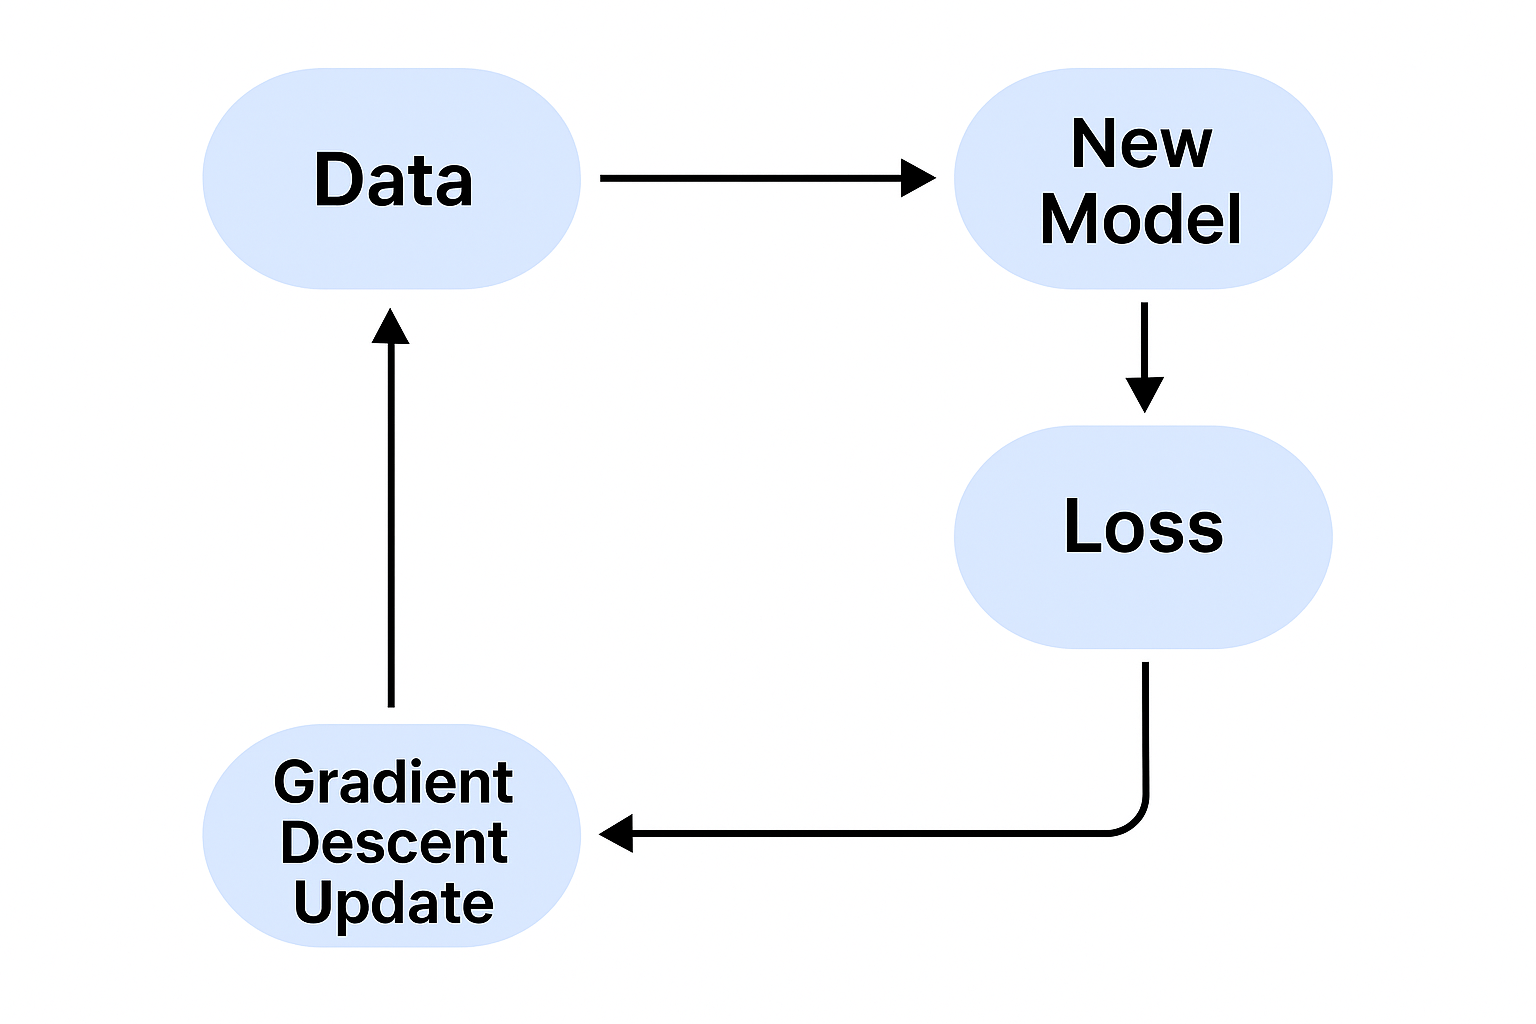 Data
New
Model
Loss
Gradient
Descent
Update